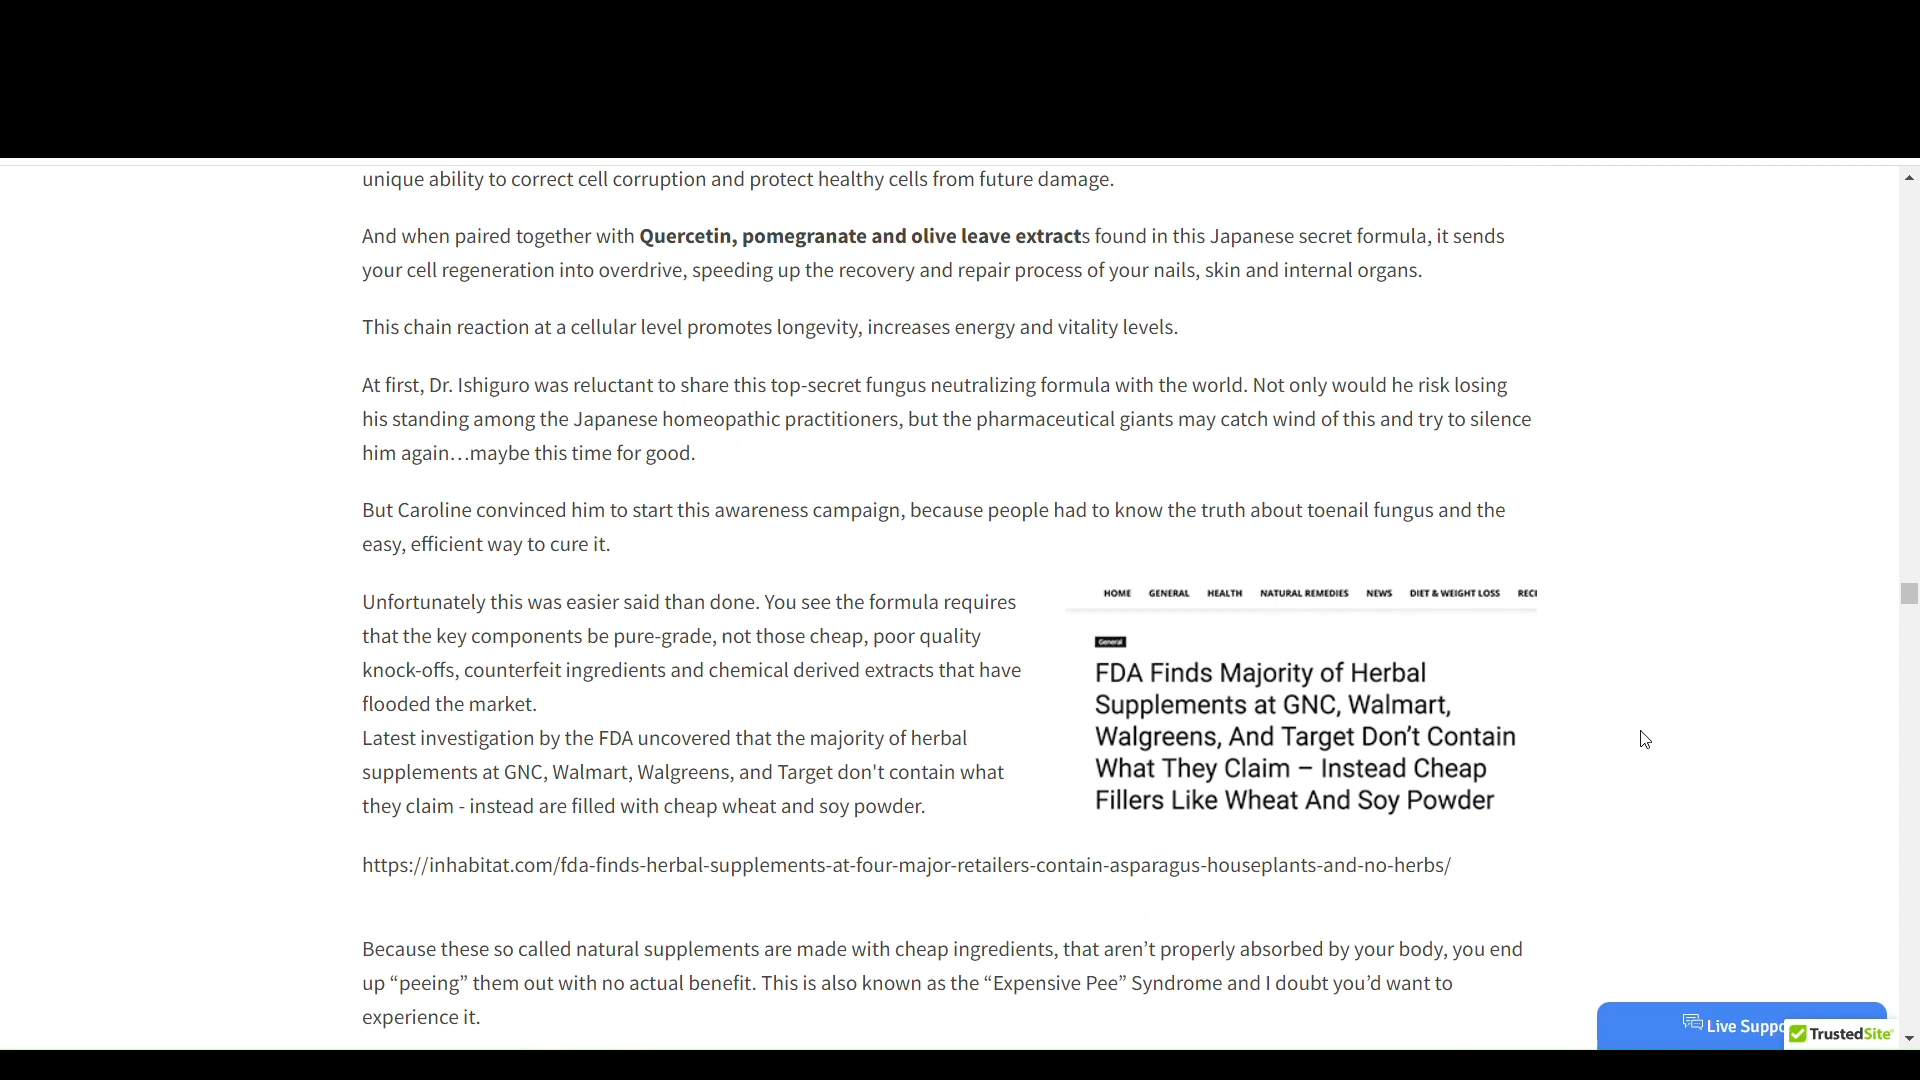 unique ability to correct cell corruption and protect healthy cells from future damage.
And when paired together with Quercetin, pomegranate and olive leave extracts found in this Japanese secret formula, it sends
your cell regeneration into overdrive, speeding up the recovery and repair process of your nails, skin and internal organs.
This chain reaction at a cellular level promotes longevity, increases energy and vitality levels.
At first, Dr. Ishiguro was reluctant to share this top-secret fungus neutralizing formula with the world. Not only would he risk losing
his standing among the Japanese homeopathic practitioners, but the pharmaceutical giants may catch wind of this and try to silence
him again…maybe this time for good.
But Caroline convinced him to start this awareness campaign, because people had to know the truth about toenail fungus and the
easy, efficient way to cure it.
Unfortunately this was easier said than done. You see the formula requires
that the key components be pure-grade, not those cheap, poor quality
knock-offs, counterfeit ingredients and chemical derived extracts that have
flooded the market.
Latest investigation by the FDA uncovered that the majority of herbal
supplements at GNC, Walmart, Walgreens, and Target don't contain what
they claim - instead are filled with cheap wheat and soy powder.
HOME GENERAL HEALTH NATURAL REMEDIES NEWS DIET & WEIGHT LOSS RECI
General
FDA Finds Majority of Herbal
Supplements at GNC, Walmart,
Walgreens, And Target Don’t Contain
What They Claim – Instead Cheap
Fillers Like Wheat And Soy Powder
https://inhabitat.com/fda-finds-herbal-supplements-at-four-major-retailers-contain-asparagus-houseplants-and-no-herbs/
Because these so called natural supplements are made with cheap ingredients, that aren’t properly absorbed by your body, you end
up “peeing” them out with no actual benefit. This is also known as the “Expensive Pee” Syndrome and I doubt you’d want to
experience it.
Live Suppo
TrustedSite